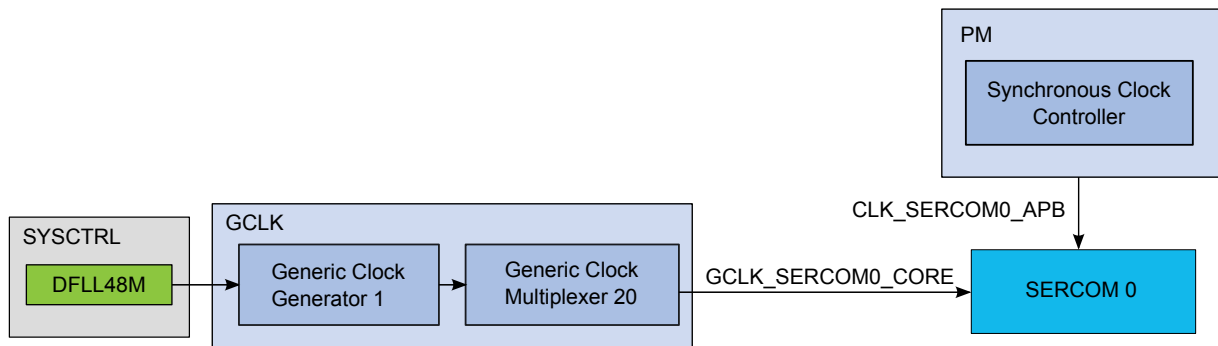 PM
Synchronous Clock
Controller
CLK_SERCOM0_APB
SYSCTRL
DFLL48M
GCLK
Generic Clock
Generator 1
Generic Clock
Multiplexer 20
GCLK_SERCOM0_CORE
SERCOM 0